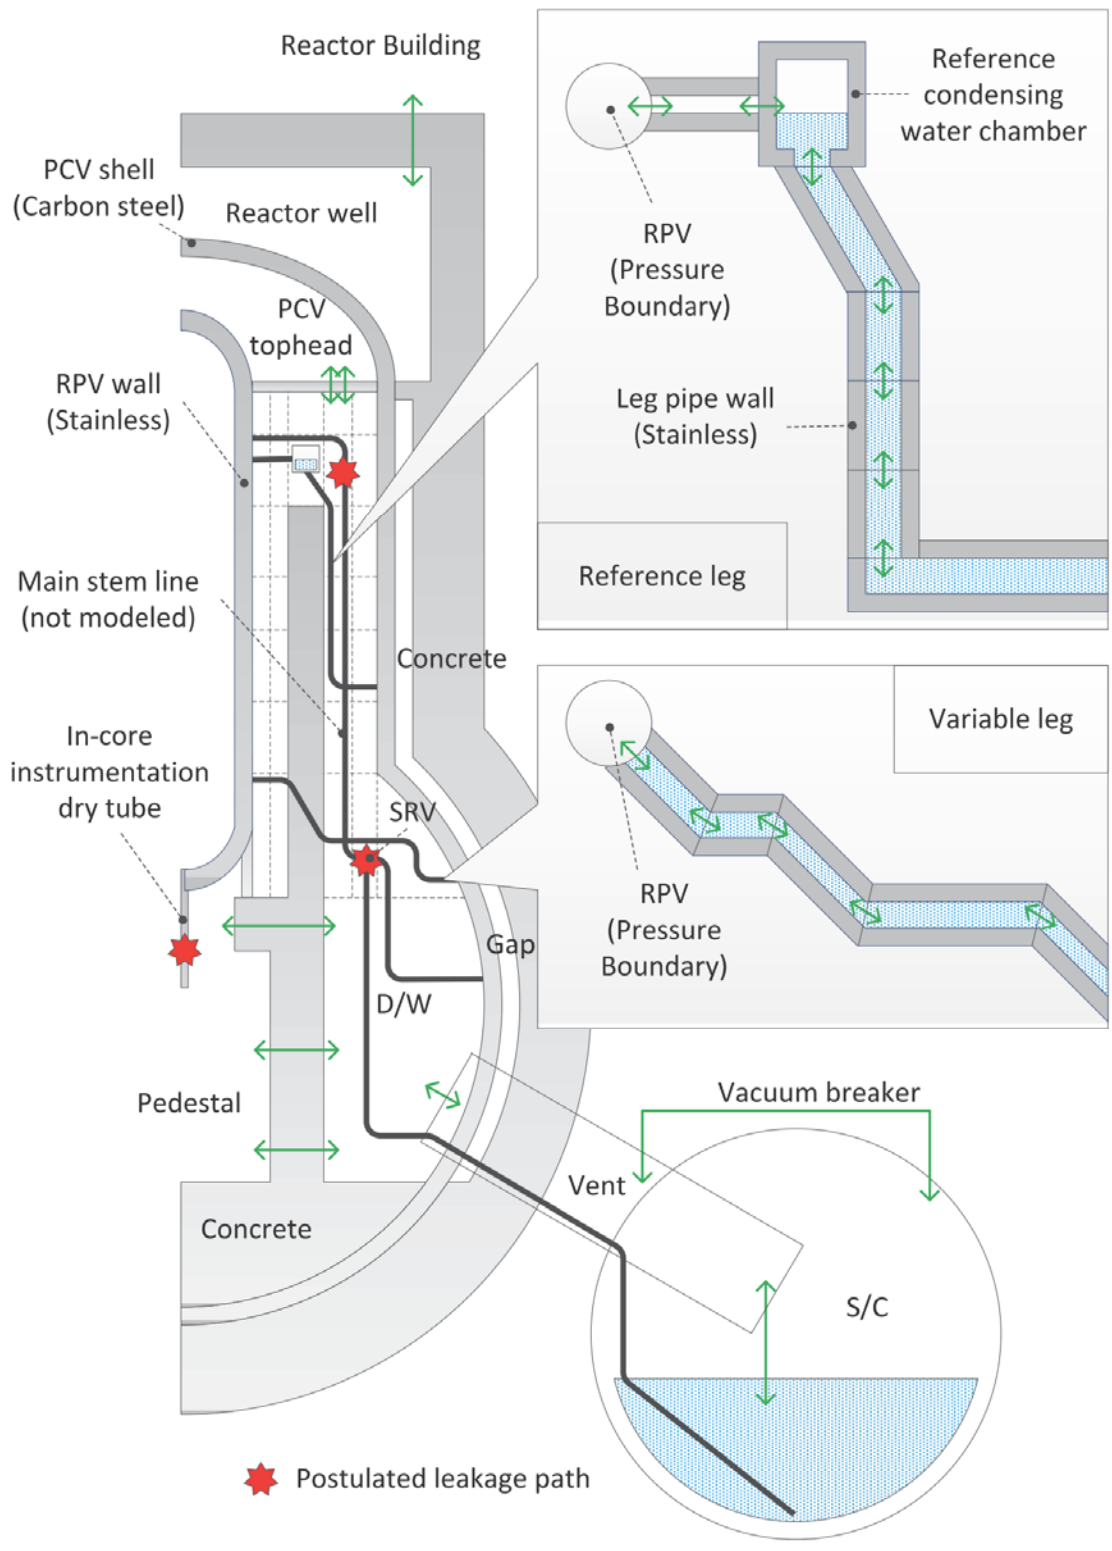 Reactor Building
PCV shell
(Carbon steel)
Reactor well
PCV
tophead
RPV wall
(Stainless)
Main stem line
(not modeled)
Concrete
In-core
instrumentation
dry tube
SRV
Gap
D/W
Pedestal
Concrete
Reference
condensing
water chamber
RPV
(Pressure
Boundary)
Leg pipe wall
(Stainless)
Reference leg
Variable leg
RPV
(Pressure
Boundary)
Vacuum breaker
Vent
S/C
Postulated leakage path